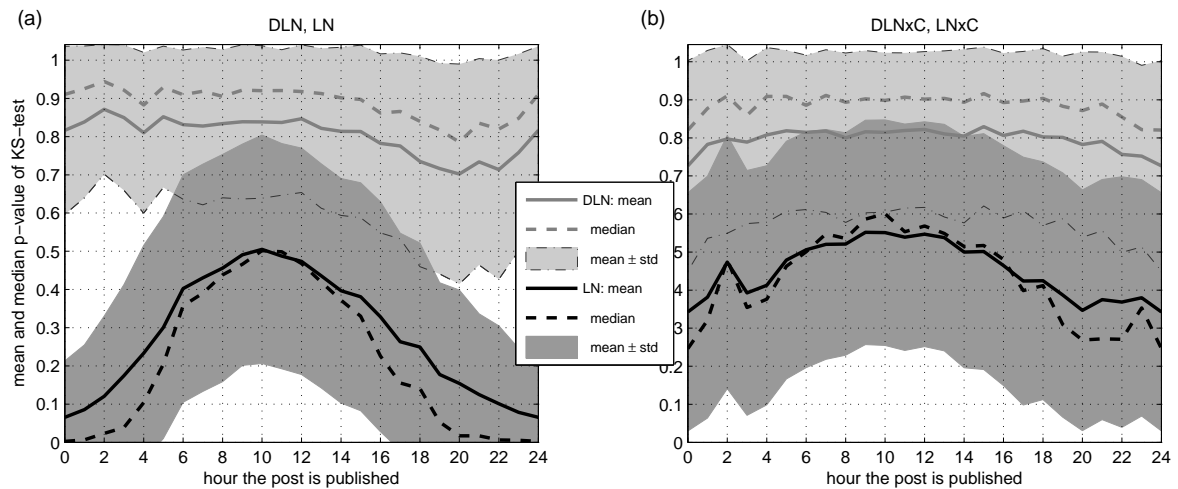 (a)
DLN, LN
mean and median p-value of KS-test
1
0.9
0.8
0.7
0.6
0.5
0.4
0.3
0.2
0.1
0
0 2 4 6 8 10 12 14 16 18 20 22 24
hour the post is published
DLN: mean
median
mean ± std
LN: mean
median
mean ± std
(b)
DLNxC, LNxC
1
0.9
0.8
0.7
.6
.5
.4
0.3
0.2
0.1
0
0 2 4 6 8 10 12 14 16 18 20 22 24
hour the post is published